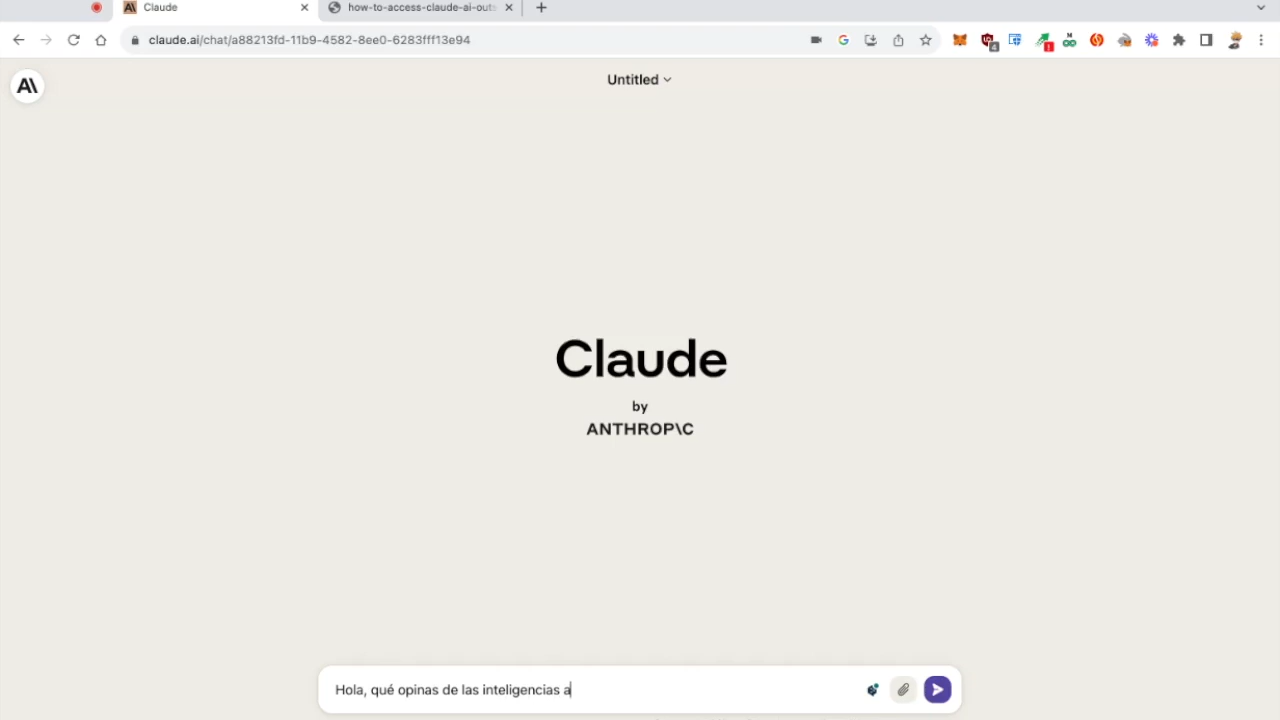 Claude
how-to-access-claude-ai-outs
claude.ai/chat/a88213fd-11b9-4582-8ee0-6283fff13e94
Untitled
Claude
by
ANTHROP\C
Hola, qué opinas de las inteligencias a